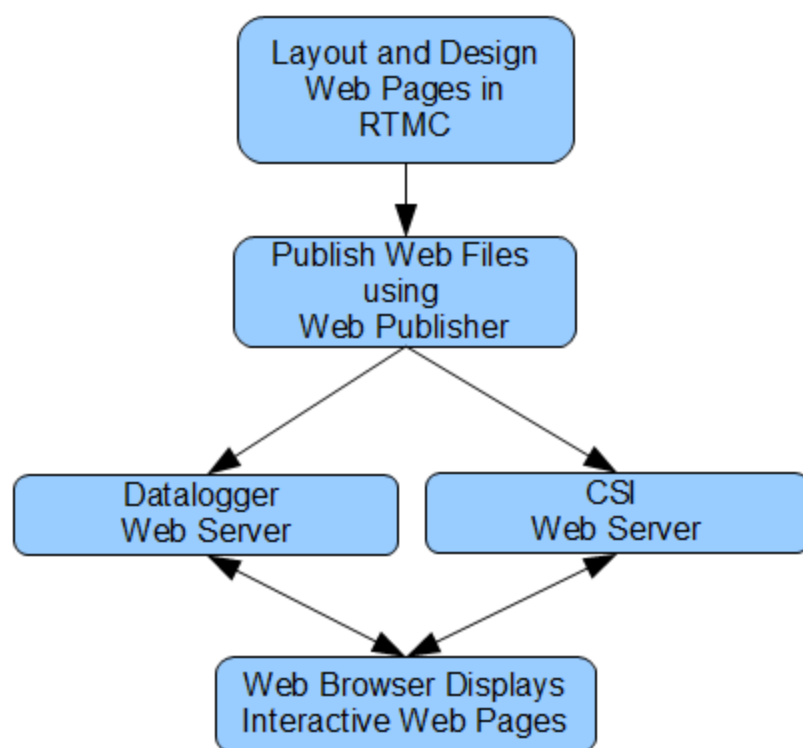 Layout and Design
Web Pages in
RTMC
Publish Web Files
using
Web Publisher
Datalogger
Web Server
CSI
Web Server
Web Browser Displays
Interactive Web Pages